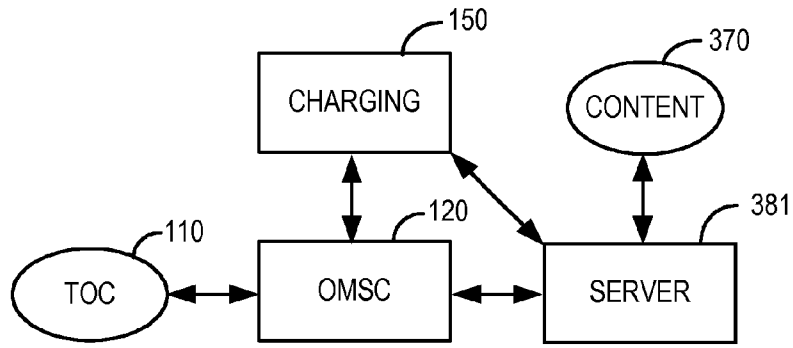 150
370
CHARGING
CONTENT
110
120
381
TOC
OMSC
SERVER